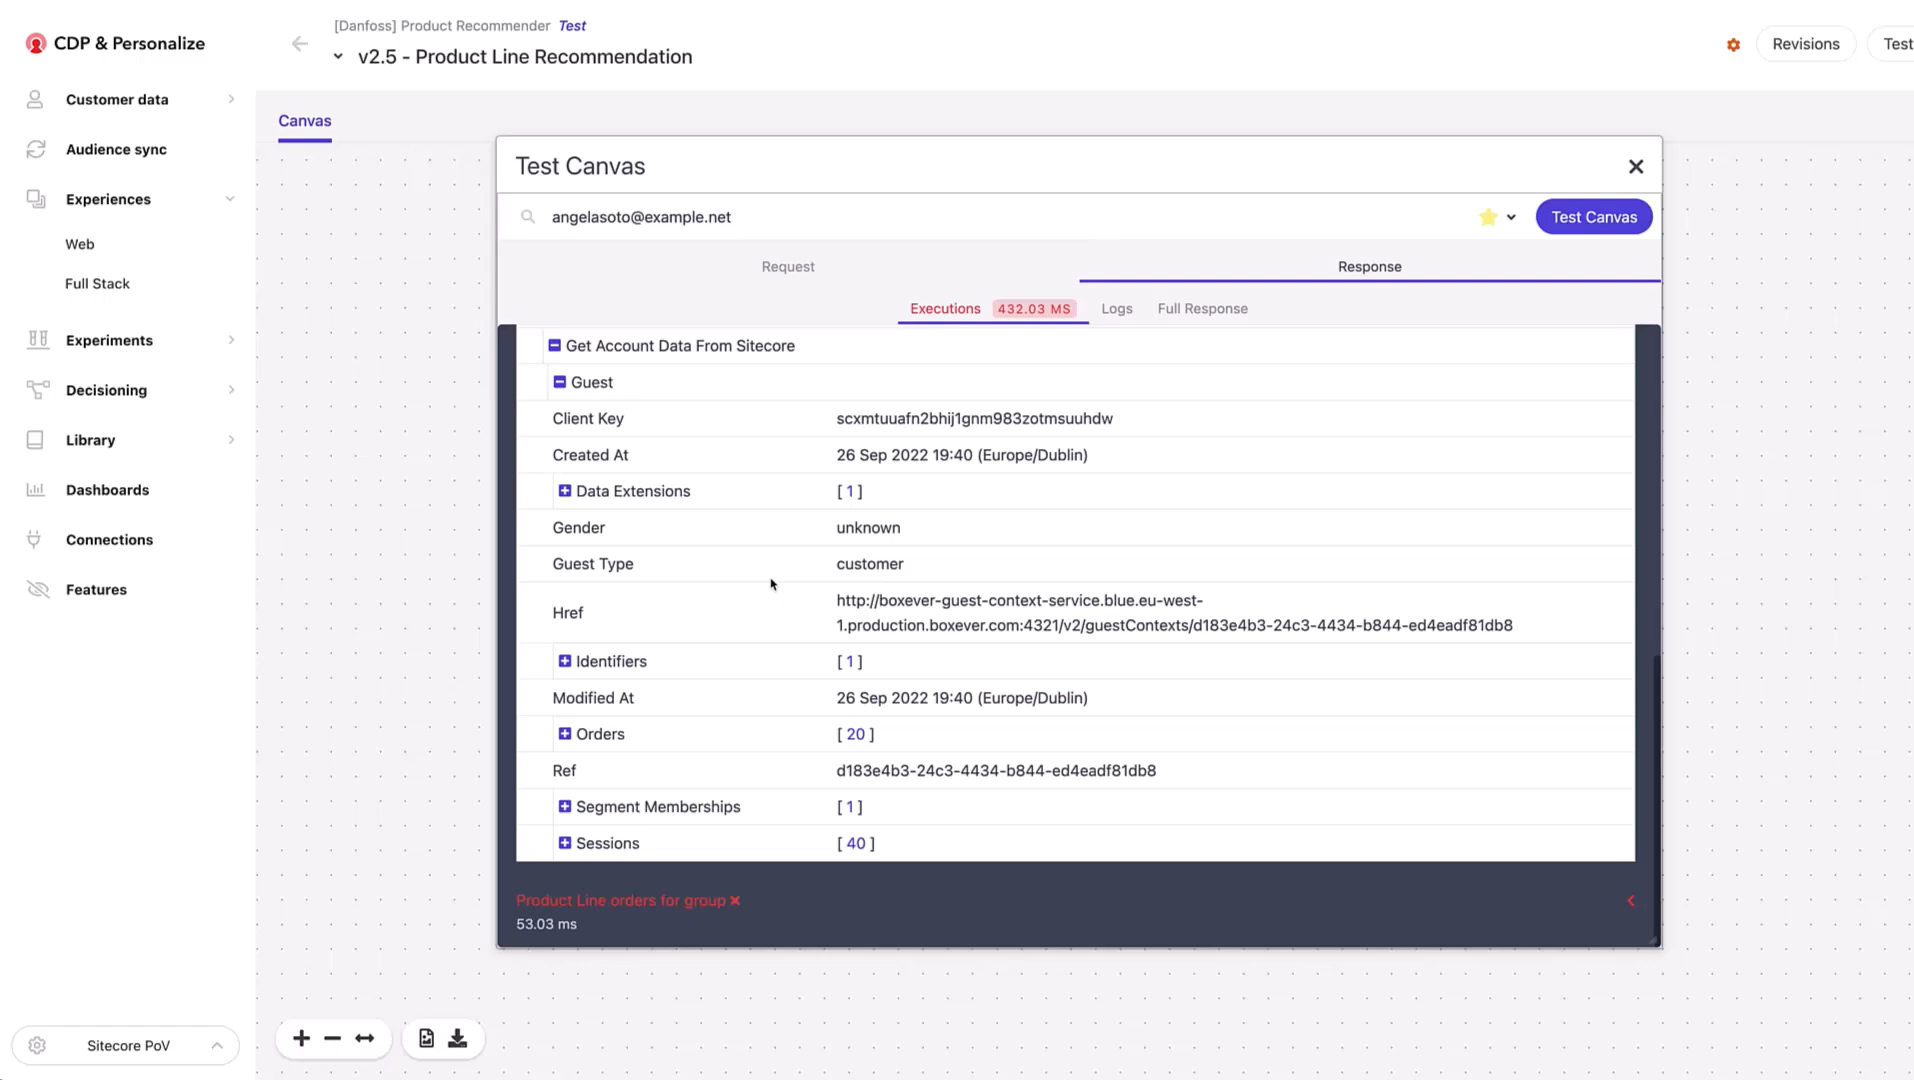 CDP & Personalize
[Danfoss] Product Recommender Test
v2.5 - Product Line Recommendation
Revisions
Test
Customer data
Audience sync
Experiences
Web
Full Stack
Experiments
Decisioning
Library
Dashboards
Connections
Features
Sitecore PoV
Canvas
Test Canvas
angelasoto@example.net
Test Canvas
Request
Response
Executions 432.03 MS
Logs
Full Response
Get Account Data From Sitecore
Guest
Client Key scxmtuuafn2bhij1gnm983zotmsuuhdw
Created At 26 Sep 2022 19:40 (Europe/Dublin)
Data Extensions [ 1 ]
Gender unknown
Guest Type customer
Href http://boxever-guest-context-service.blue.eu-west-
1.production.boxever.com:4321/v2/guestContexts/d183e4b3-24c3-4434-b844-ed4eadf81db8
Identifiers [ 1 ]
Modified At 26 Sep 2022 19:40 (Europe/Dublin)
Orders [ 20 ]
Ref d183e4b3-24c3-4434-b844-ed4eadf81db8
Segment Memberships [ 1 ]
Sessions [ 40 ]
Product Line orders for group
53.03 ms